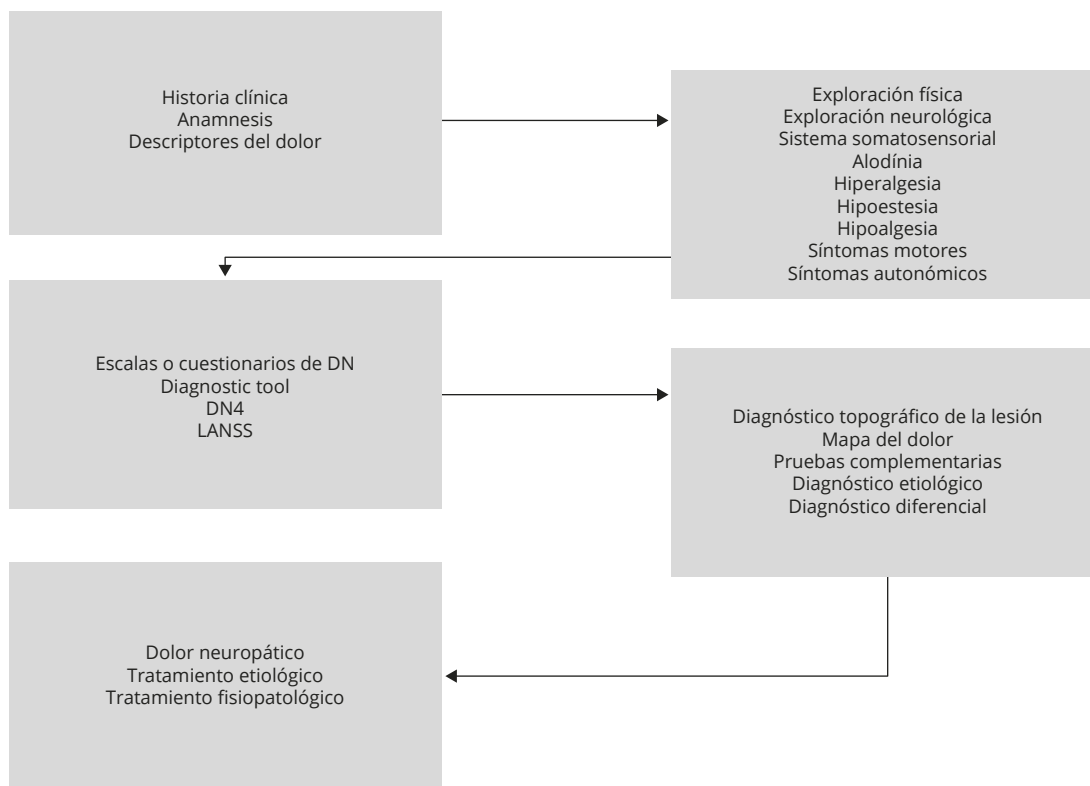 Historia clínica
Anamnesis
Descriptores del dolor
Exploración física
Exploración neurológica
Sistema somatosensorial
Alodínia
Hiperalgesia
Hipoestesia
Hipoalgesia
Síntomas motores
Síntomas autonómicos
Escalas o cuestionarios de DN
Diagnostic tool
DN4
LANSS
Diagnóstico topográfico de la lesión
Mapa del dolor
Pruebas complementarias
Diagnóstico etiológico
Diagnóstico diferencial
Dolor neuropático
Tratamiento etiológico
Tratamiento fisiopatológico